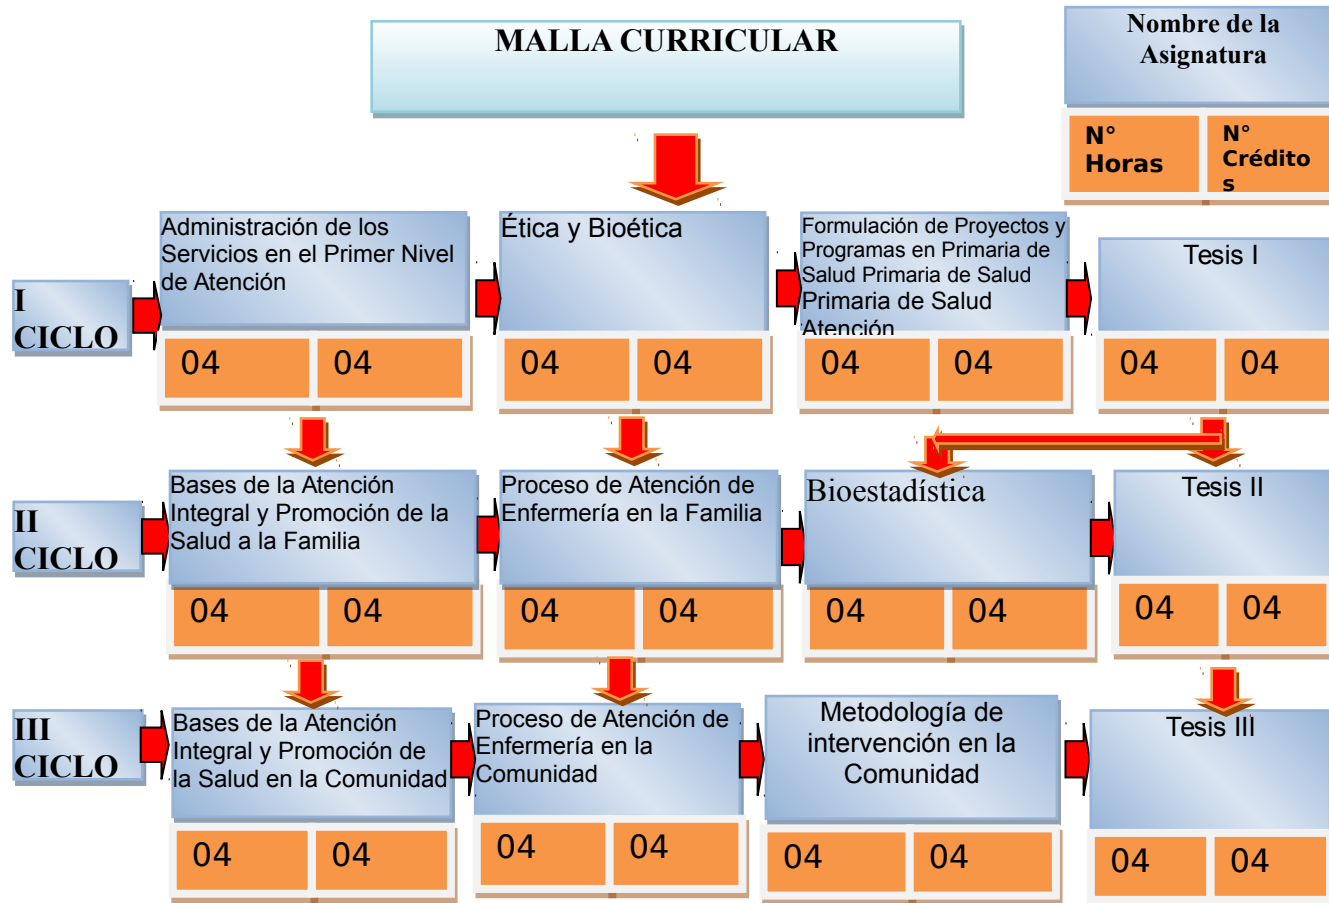 MALLA CURRICULAR
Nombre de la
Asignatura
N°
Horas
N°
Crédito
s
I
CICLO
Administración de los
Servicios en el Primer Nivel
de Atención
04 04
Ética y Bioética
04 04
Formulación de Proyectos y
Programas en Primaria de
Salud Primaria de Salud
Primaria de Salud
Atención
04 04
Tesis I
04 04
II
CICLO
Bases de la Atención
Integral y Promoción de la
Salud a la Familia
04 04
Proceso de Atención de
Enfermería en la Familia
04 04
Bioestadística
04 04
Tesis II
04 04
III
CICLO
Bases de la Atención
Integral y Promoción de
la Salud en la Comunidad
04 04
Proceso de Atención de
Enfermería en la
Comunidad
04 04
Metodología de
intervención en la
Comunidad
04 04
Tesis III
04 04